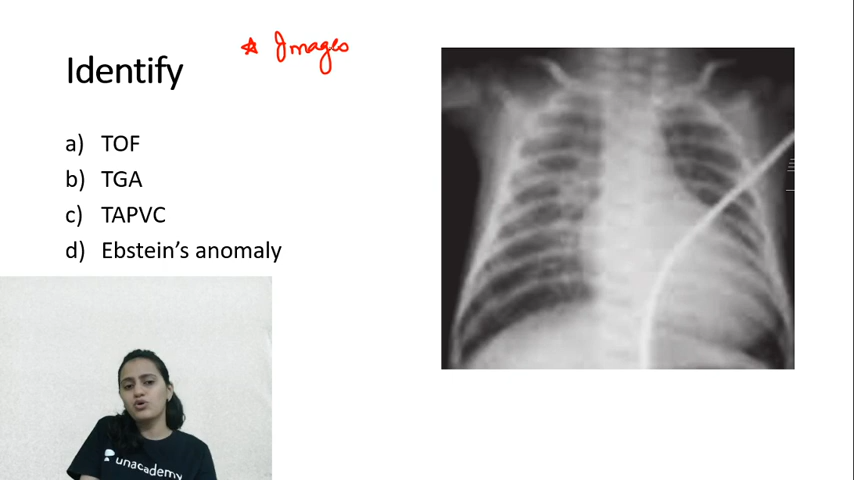 Identify
☆ Images
a) TOF
b) TGA
c) TAPVC
d) Ebstein’s anomaly
unacademy